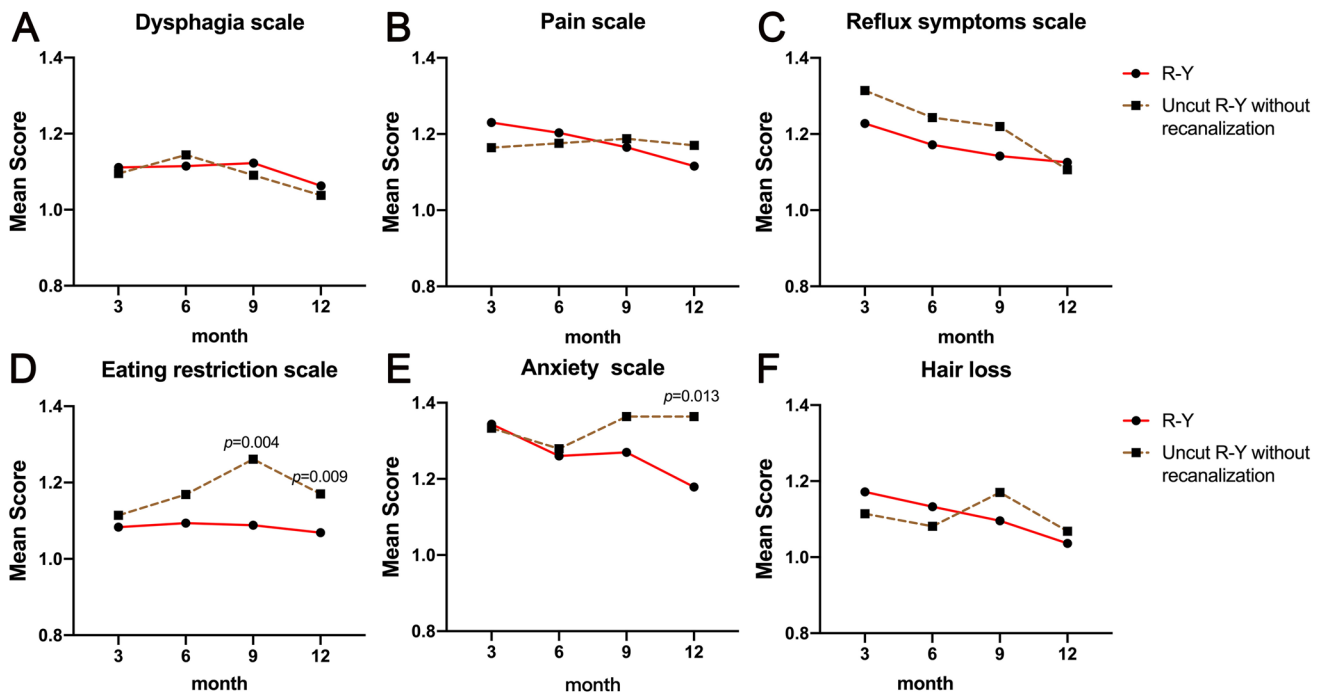 A
Dysphagia scale
1.4
1.2
1.0
0.8
Mean Score
3
6
9
12
month
B
Pain scale
1.4
1.2
1.0
0.8
Mean Score
3
6
9
12
month
C
Reflux symptoms scale
1.4
1.2
1.0
0.8
Mean Score
3
6
9
12
month
R-Y
Uncut R-Y without
recanalization
D
Eating restriction scale
1.4
1.2
1.0
0.8
Mean Score
p=0.004
p=0.009
3
6
9
12
month
E
Anxiety scale
1.4
1.2
1.0
0.8
Mean Score
p=0.013
3
6
9
12
month
F
Hair loss
1.4
1.2
1.0
0.8
Mean Score
3
6
9
12
month
R-Y
Uncut R-Y without
recanalization